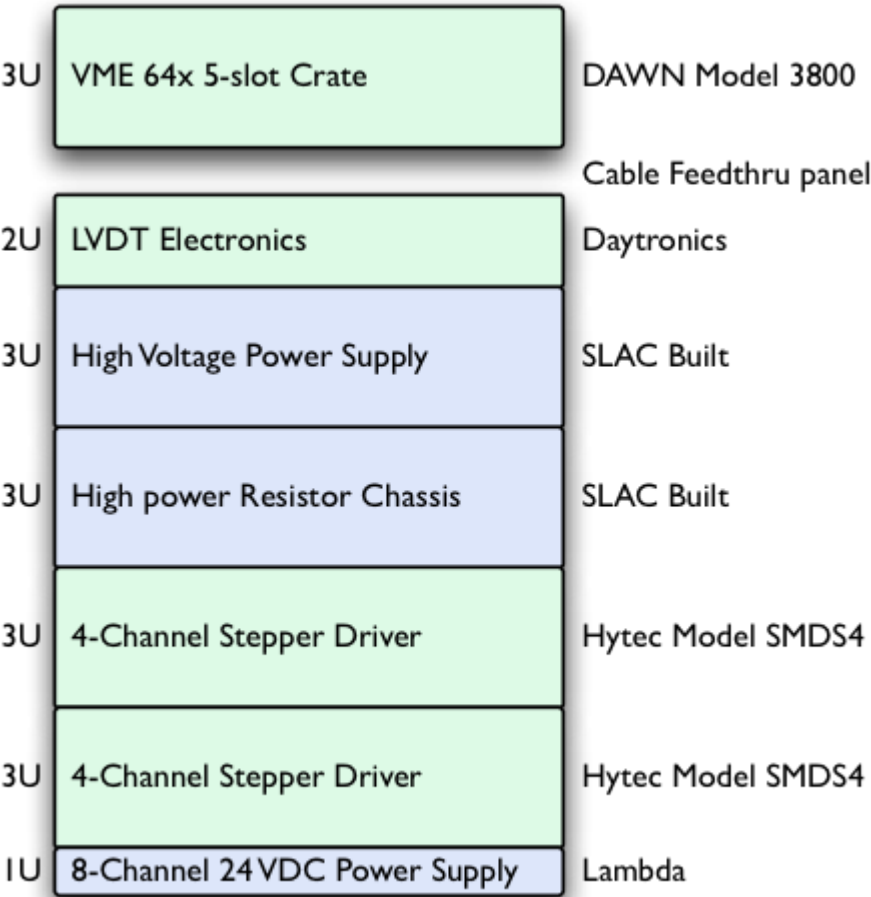 3U VME 64x 5-slot Crate DAWN Model 3800
Cable Feedthru panel
2U LVDT Electronics Daytronics
3U High Voltage Power Supply SLAC Built
3U High power Resistor Chassis SLAC Built
3U 4-Channel Stepper Driver Hytec Model SMDS4
3U 4-Channel Stepper Driver Hytec Model SMDS4
1U 8-Channel 24 VDC Power Supply Lambda